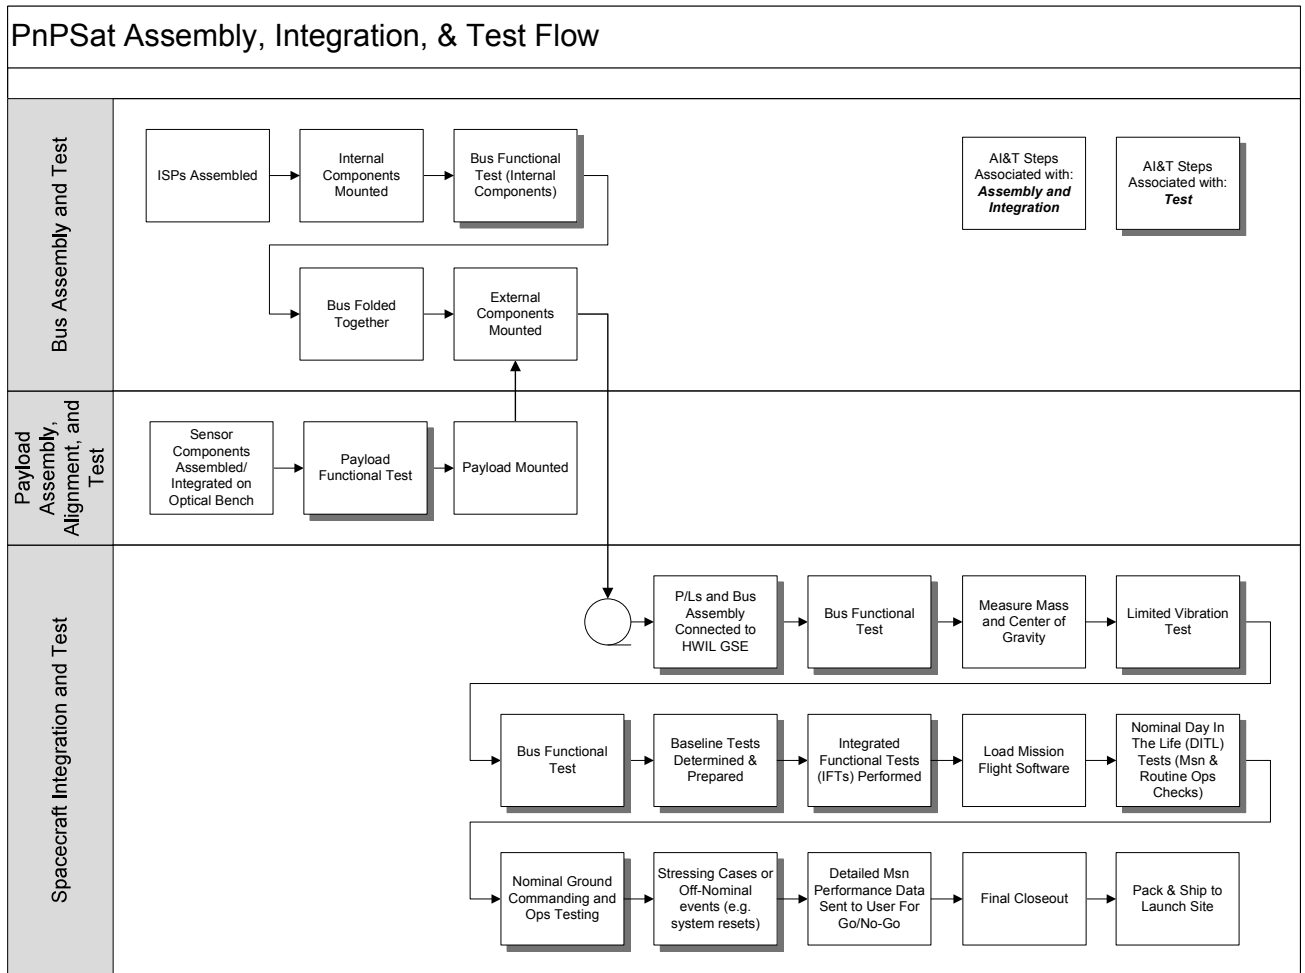 PnPSat Assembly, Integration, & Test Flow
Bus Assembly and Test
ISPs Assembled
Internal
Components
Mounted
Bus Functional
Test (Internal
Components)
AI&T Steps
Associated with:
Assembly and
Integration
AI&T Steps
Associated with:
Test
Bus Folded
Together
External
Components
Mounted
Payload
Assembly,
Alignment, and
Test
Sensor
Components
Assembled/
Integrated on
Optical Bench
Payload
Functional Test
Payload Mounted
Spacecraft Integration and Test
P/Ls and Bus
Assembly
Connected to
HWIL GSE
Bus Functional
Test
Measure Mass
and Center of
Gravity
Limited Vibration
Test
Bus Functional
Test
Baseline Tests
Determined &
Prepared
Integrated
Functional Tests
(IFTs) Performed
Load Mission
Flight Software
Nominal Day In
The Life (DITL)
Tests (Msn &
Routine Ops
Checks)
Nominal Ground
Commanding and
Ops Testing
Stressing Cases or
Off-Nominal
events (e.g.
system resets)
Detailed Msn
Performance Data
Sent to User For
Go/No-Go
Final Closeout
Pack & Ship to
Launch Site